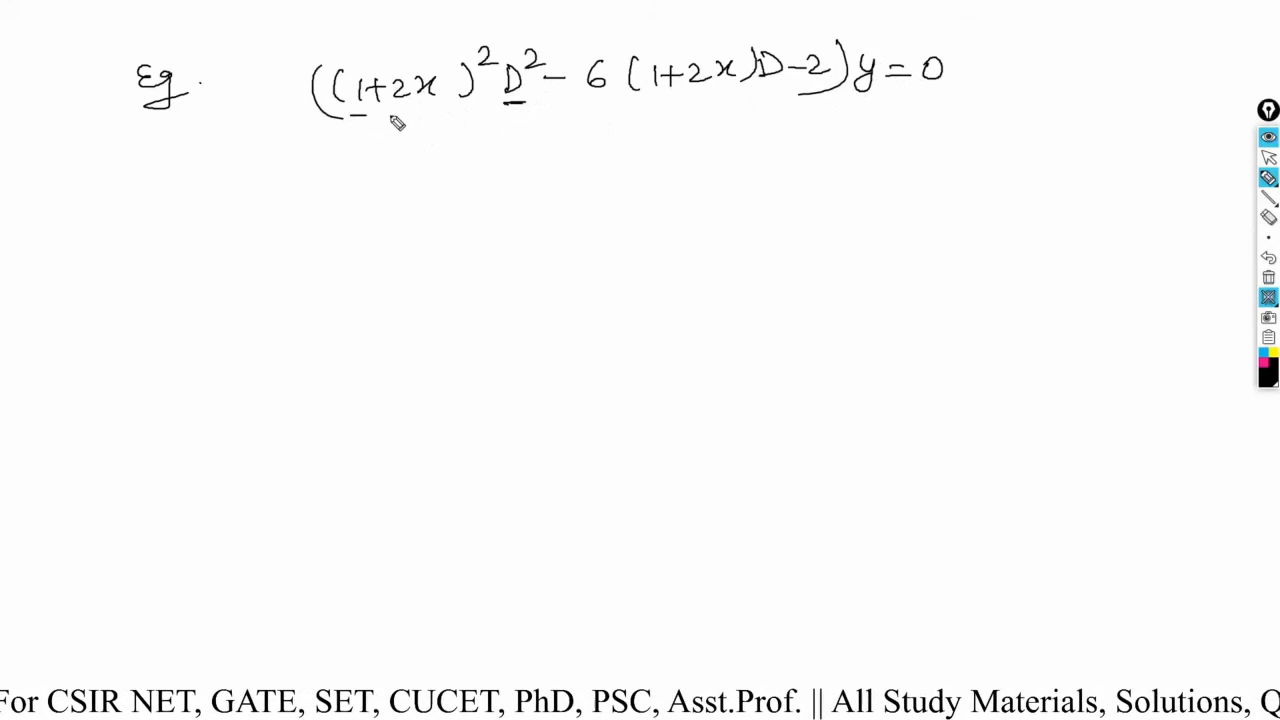 Eg. ((1+2x)²D² - 6(1+2x)D-2)y=0
For CSIR NET, GATE, SET, CUCET, PhD, PSC, Asst.Prof. || All Study Materials, Solutions, Q